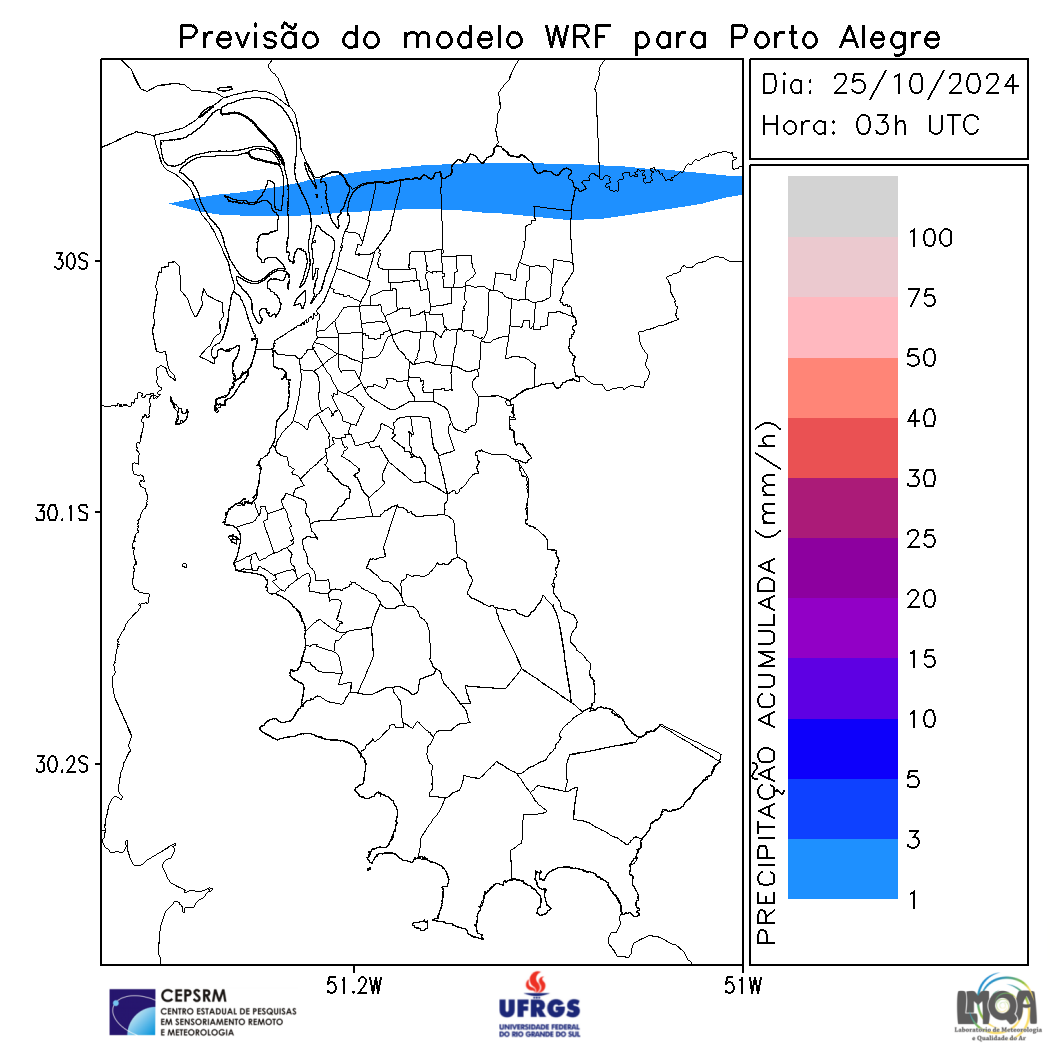 Previsão do modelo WRF para Porto Alegre
Dia: 25/10/2024
Hora: 03h UTC
30S
30.1S
30.2S
51.2W
51W
PRECIPITAÇÃO ACUMULADA (mm/h)
100
75
50
40
30
25
20
15
10
5
3
1
CEPSRM
CENTRO ESTADUAL DE PESQUISAS
EM SENSORIAMENTO REMOTO
E METEOROLOGIA
UFRGS
UNIVERSIDADE FEDERAL
DO RIO GRANDE DO SUL
LMQA
Laboratório de Meteorologia
e Qualidade do Ar